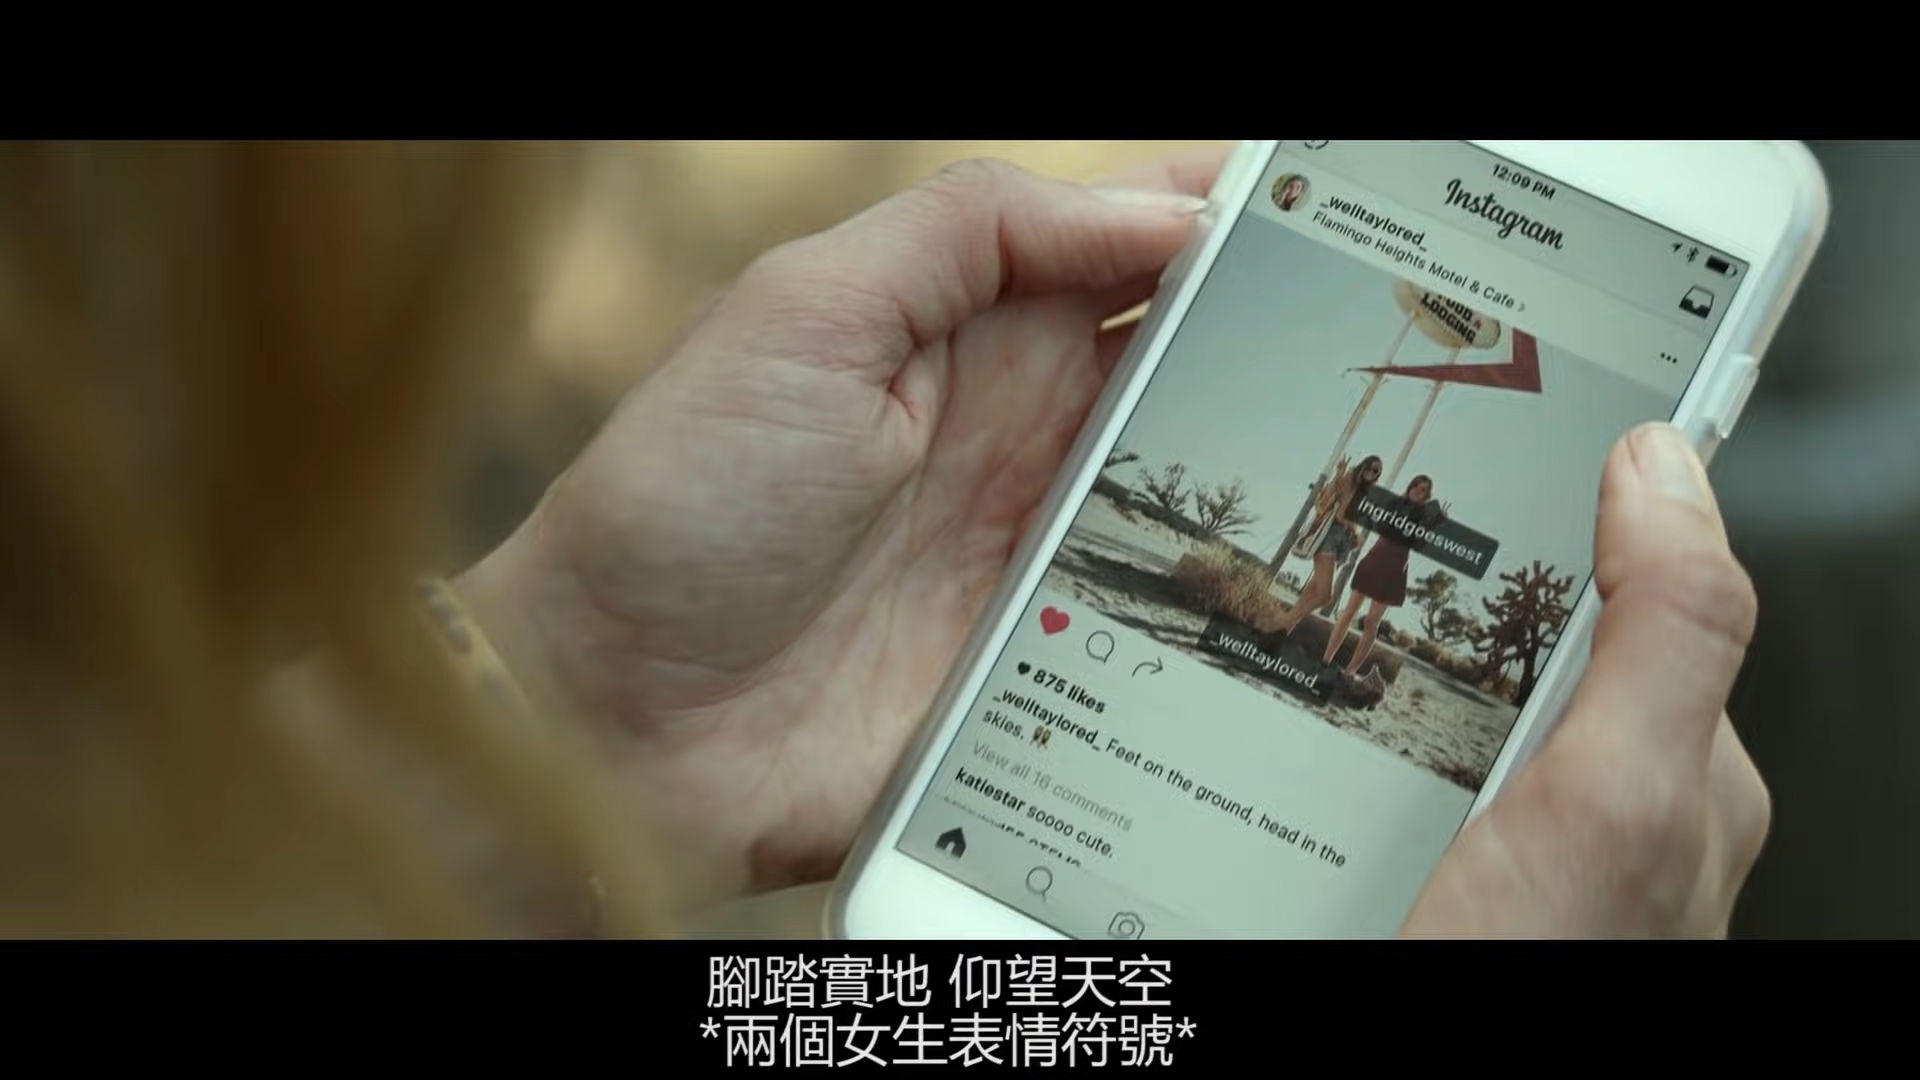 12:09 PM
Instagram
_welltaylored_
Flamingo Heights Motel & Cafe >
FOOD &
LODGING
ingridgoeswest
_welltaylored_
875 likes
_welltaylored_ Feet on the ground, head in the
skies. 👯
View all 16 comments
katiestar soooo cute.
腳踏實地 仰望天空
*兩個女生表情符號*